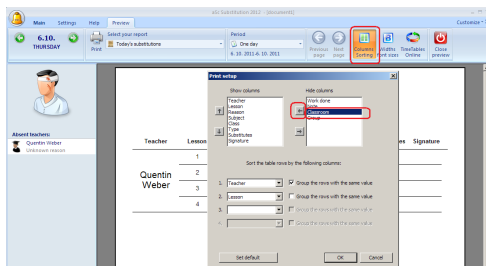 aSc Substitution 2012 - [document1]
Main Settings Help Preview Customize
6.10.
THURSDAY
Print
Select your report
Today's substitutions
Period
One day
6. 10. 2011-6. 10. 2011
Previous page
Next page
Columns Sorting
Widths Font sizes
TimeTables Online
Close preview
Absent teachers:
Quentin Weber
Unknown reason
Teacher Lesson Signature
1
2
3
4
Quentin
Weber
Print setup
Show columns
Teacher
Lesson
Reason
Subject
Class
Type
Substitutes
Signature
Hide columns
Work done
Classroom
Group
Sort the table rows by the following columns:
1. Teacher Group the rows with the same value
2. Lesson Group the rows with the same value
3. Group the rows with the same value
4. Group the rows with the same value
Set default OK Cancel